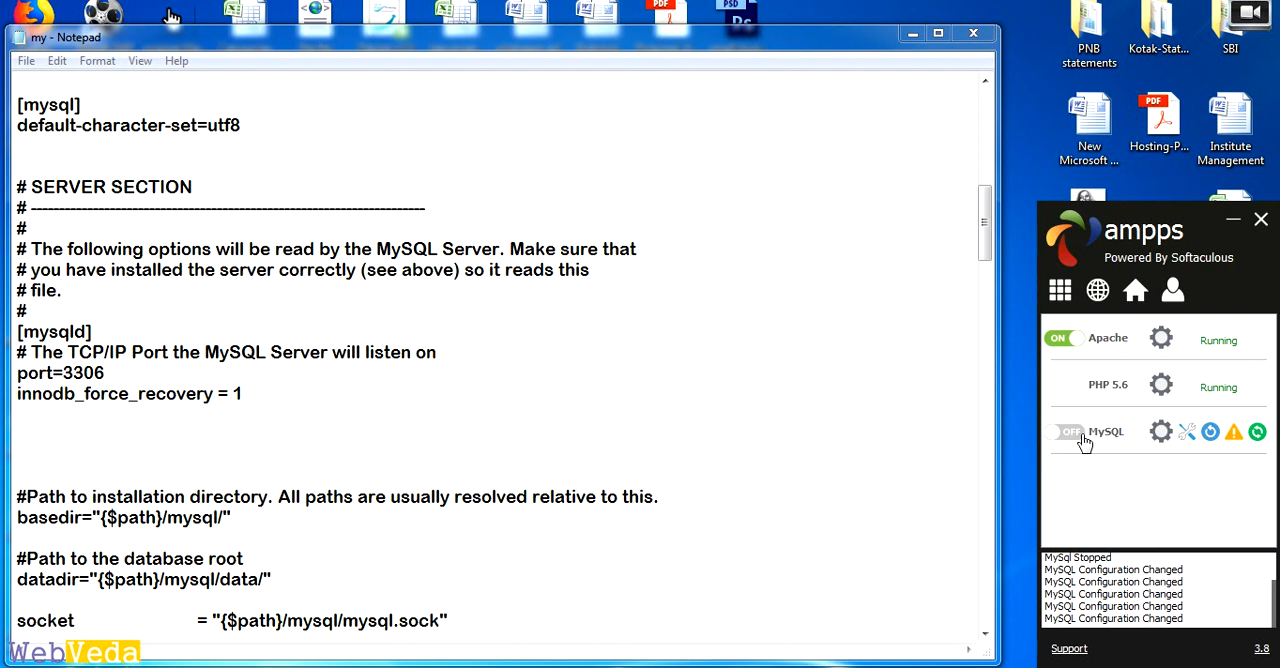 PDF
PSD
Ps
my - Notepad
File Edit Format View Help
[mysql]
default-character-set=utf8
# SERVER SECTION
# ----------------------------------------------------------------------
#
# The following options will be read by the MySQL Server. Make sure that
# you have installed the server correctly (see above) so it reads this
# file.
#
[mysqld]
# The TCP/IP Port the MySQL Server will listen on
port=3306
innodb_force_recovery = 1
#Path to installation directory. All paths are usually resolved relative to this.
basedir="{$path}/mysql/"
#Path to the database root
datadir="{$path}/mysql/data/"
socket = "{$path}/mysql/mysql.sock"
WebVeda
PNB
statements
Kotak-Stat...
SBI
New
Microsoft ...
PDF
Hosting-P...
Institute
Management
ampps
Powered By Softaculous
ON Apache Running
PHP 5.6 Running
OFF MySQL
MySql Stopped
MySQL Configuration Changed
MySQL Configuration Changed
MySQL Configuration Changed
MySQL Configuration Changed
MySQL Configuration Changed
Support 3.8